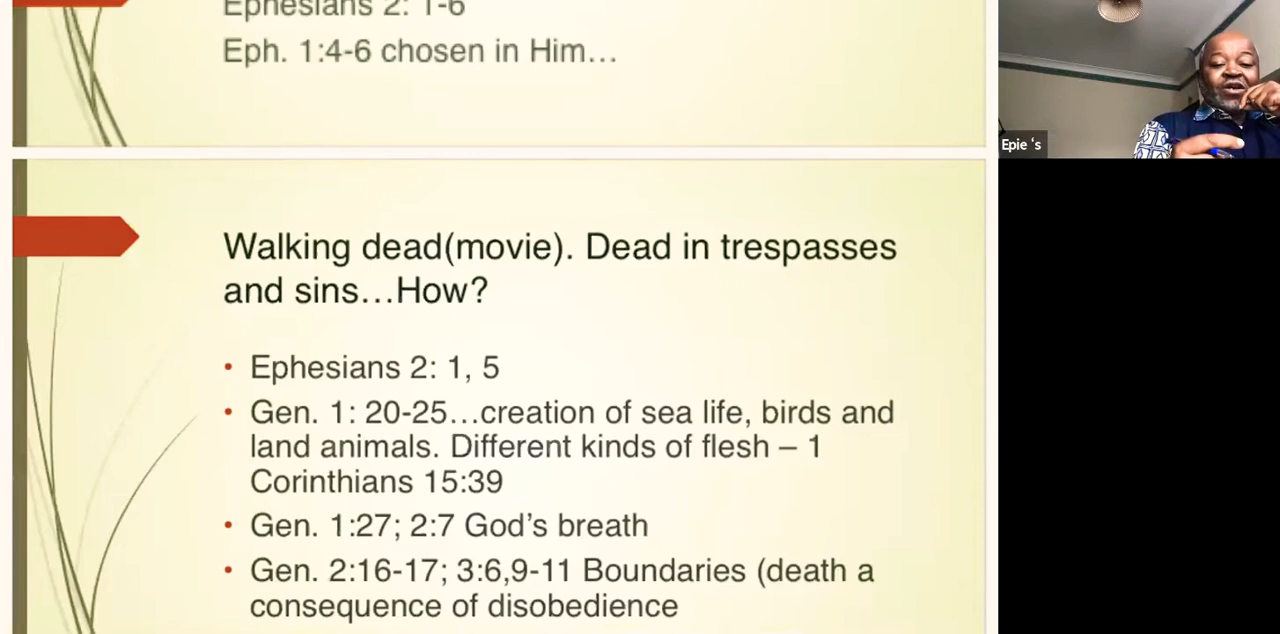 Ephesians 2: 1-6
Eph. 1:4-6 chosen in Him…
Epie ‘s
Walking dead(movie). Dead in trespasses
and sins…How?
• Ephesians 2: 1, 5
• Gen. 1: 20-25…creation of sea life, birds and
land animals. Different kinds of flesh – 1
Corinthians 15:39
• Gen. 1:27; 2:7 God’s breath
• Gen. 2:16-17; 3:6,9-11 Boundaries (death a
consequence of disobedience